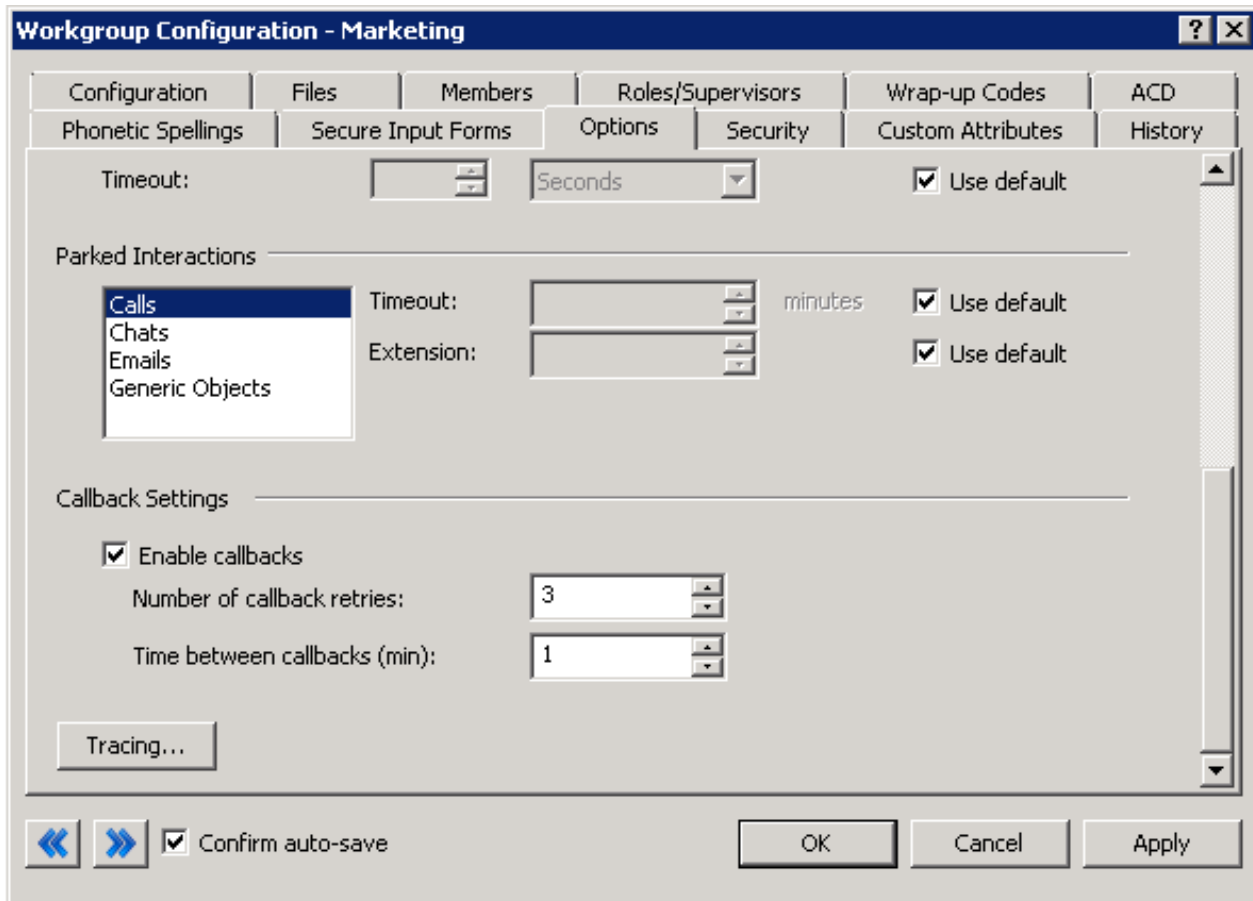 Workgroup Configuration - Marketing
Configuration Files Members Roles/Supervisors Wrap-up Codes ACD
Phonetic Spellings Secure Input Forms Options Security Custom Attributes History
Timeout: Seconds Use default
Parked Interactions
Calls Timeout: minutes Use default
Chats
Emails Extension: Use default
Generic Objects
Callback Settings
Enable callbacks
Number of callback retries: 3
Time between callbacks (min): 1
Tracing...
Confirm auto-save OK Cancel Apply